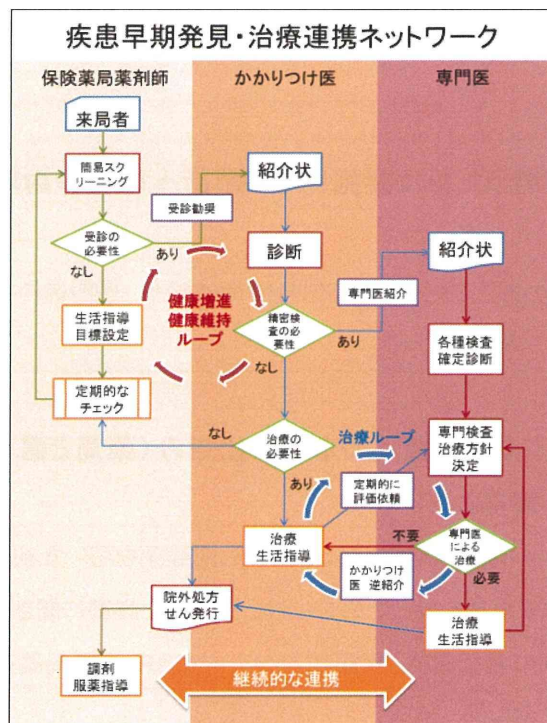 疾患早期発見・治療連携ネットワーク
保険薬局薬剤師
かかりつけ医
専門医
来局者
簡易スク
リーニング
受診の
必要性
なし
あり
受診勧奨
生活指導
目標設定
定期的な
チェック
健康増進
健康維持
ループ
紹介状
診断
精密検
査の必
要性
なし
あり
専門医紹介
治療の
必要性
なし
あり
治療ループ
定期的に
評価依頼
治療
生活指導
かかりつけ
医 逆紹介
院外処方
せん発行
調剤
服薬指導
紹介状
各種検査
確定診断
専門検査
治療方針
決定
専門医
による
治療
不要
必要
治療
生活指導
継続的な連携